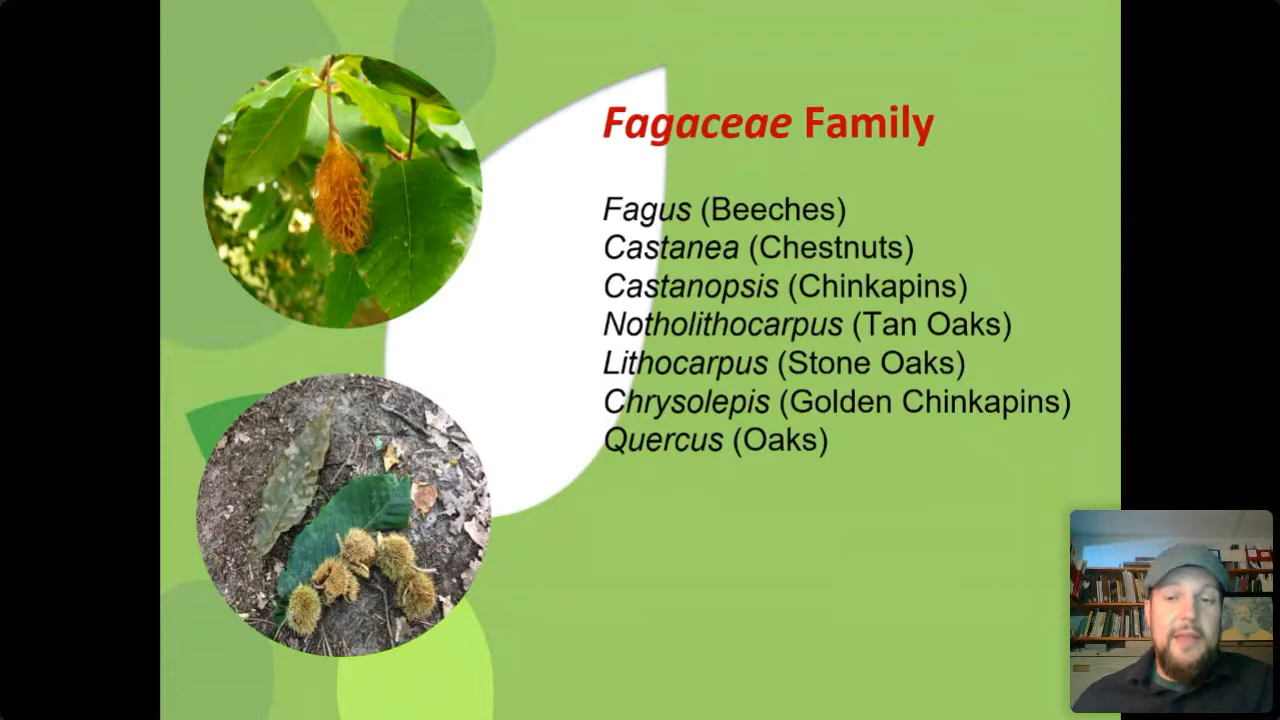 Fagaceae Family
Fagus (Beeches)
Castanea (Chestnuts)
Castanopsis (Chinkapins)
Notholithocarpus (Tan Oaks)
Lithocarpus (Stone Oaks)
Chrysolepis (Golden Chinkapins)
Quercus (Oaks)